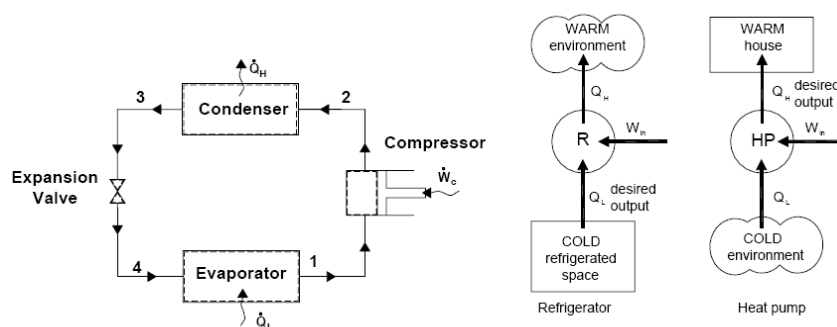 Q̇H
3
Condenser
2
Compressor
Ẇc
Expansion
Valve
4
Evaporator
1
WARM
environment
QH
R
Win
QL desired
output
COLD
refrigerated
space
Refrigerator
WARM
house
QH desired
output
HP
Win
QL
COLD
environment
Heat pump